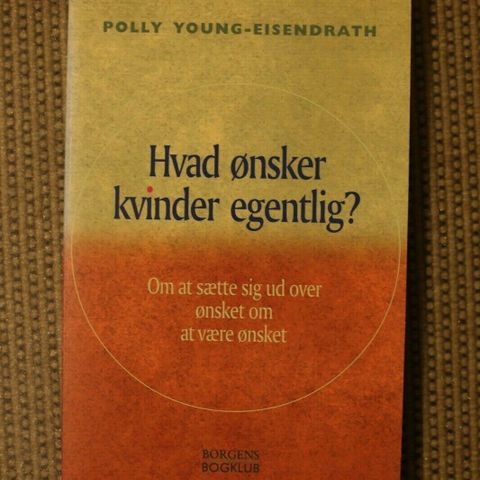 POLLY YOUNG-EISENDRATH
Hvad ønsker
kvinder egentlig?
Om at sætte sig ud over
ønsket om
at være ønsket
BORGENS
BOGKLUB